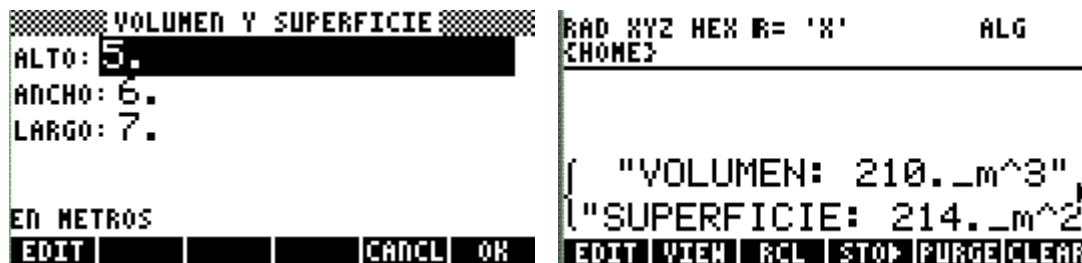 VOLUMEN Y SUPERFICIE
ALTO: 5.
ANCHO: 6.
LARGO: 7.
EN METROS
EDIT CANCL OK
RAD XYZ HEX R= 'X' ALG
{HOME}
{ "VOLUMEN: 210._m^3",
"SUPERFICIE: 214._m^2
EDIT VIEW RCL STO▶ PURGE CLEAR